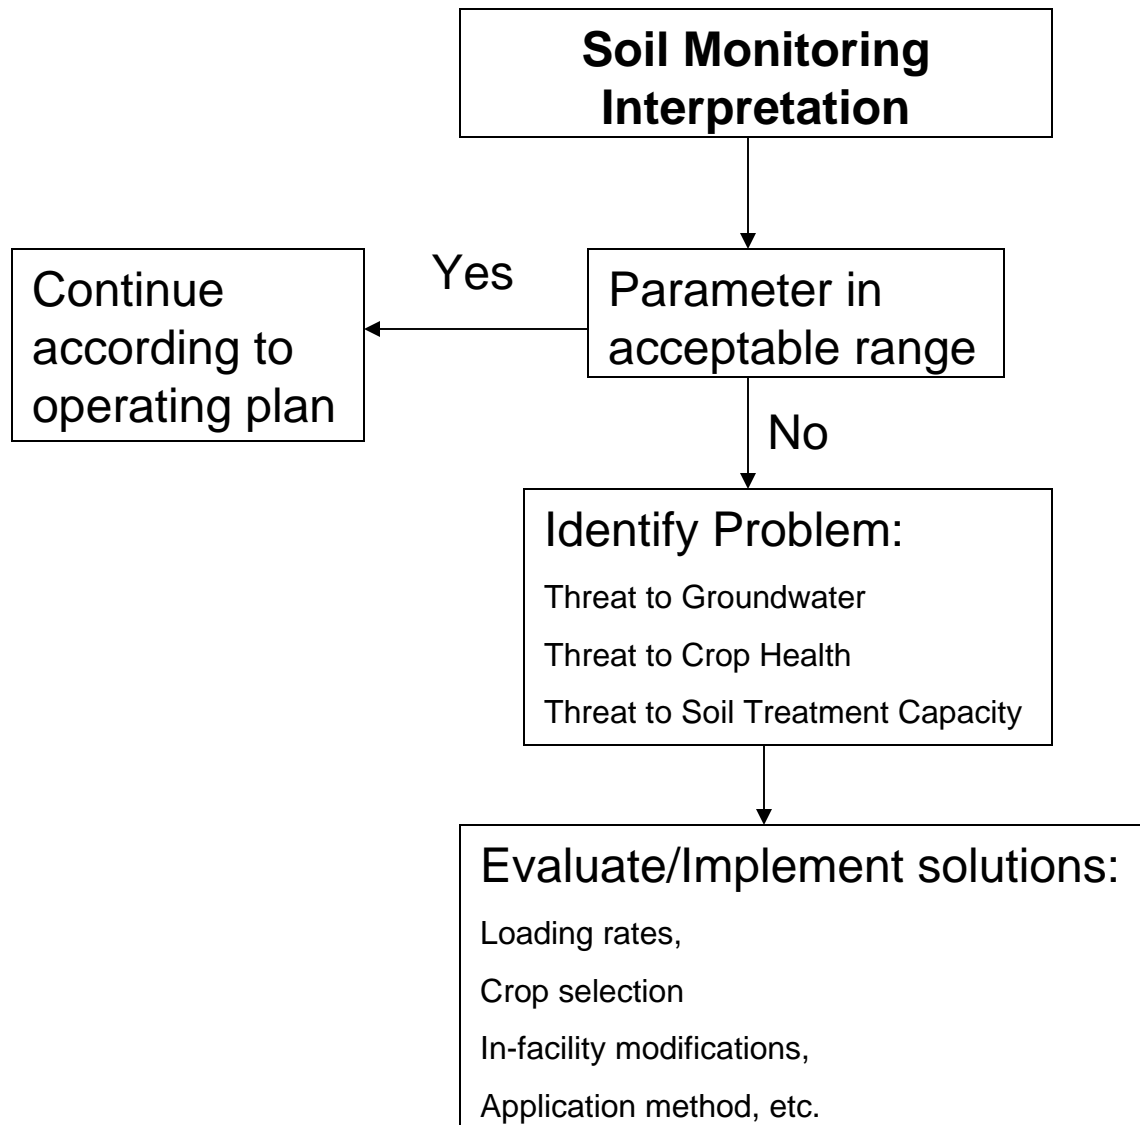 Soil Monitoring
Interpretation
Yes
Continue
according to
operating plan
Parameter in
acceptable range
No
Identify Problem:
Threat to Groundwater
Threat to Crop Health
Threat to Soil Treatment Capacity
Evaluate/Implement solutions:
Loading rates,
Crop selection
In-facility modifications,
Application method, etc.